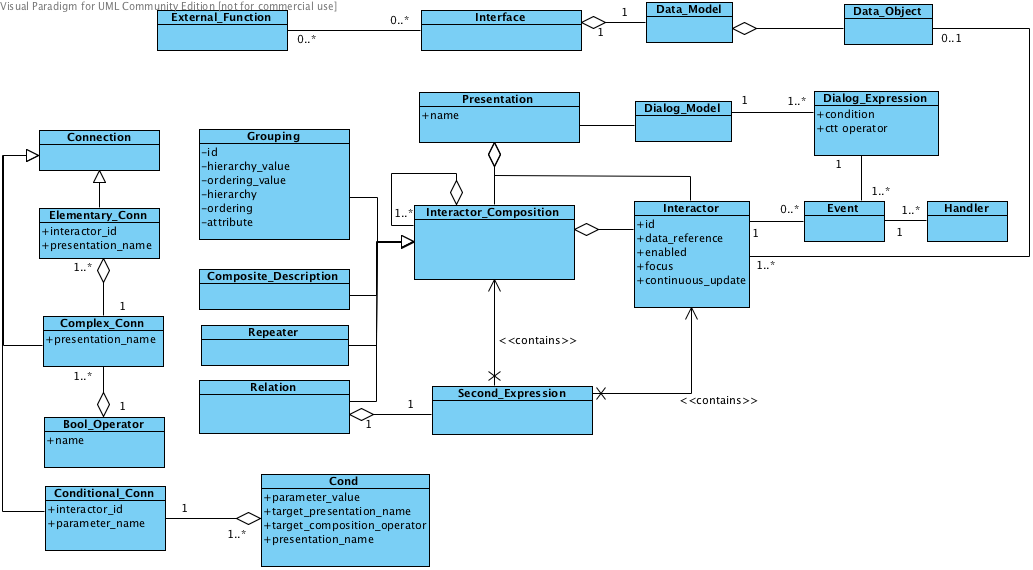 Visual Paradigm for UML Community Edition [not for commercial use]
External_Function
0..*
0..*
Interface
1
1
Data_Model
Data_Object
0..1
Presentation
+name
Dialog_Model
1
1..*
Dialog_Expression
+condition
+ctt operator
1
1..*
Connection
Grouping
-id
-hierarchy_value
-ordering_value
-hierarchy
-ordering
-attribute
1..*
Interactor_Composition
Interactor
+id
+data_reference
+enabled
+focus
+continuous_update
0..*
1
Event
1..*
1
Handler
1..*
Elementary_Conn
+interactor_id
+presentation_name
1..*
1
Composite_Description
Complex_Conn
+presentation_name
Repeater
<<contains>>
1..*
1
Relation
1
1
Second_Expression
<<contains>>
Bool_Operator
+name
Conditional_Conn
+interactor_id
+parameter_name
1
1..*
Cond
+parameter_value
+target_presentation_name
+target_composition_operator
+presentation_name